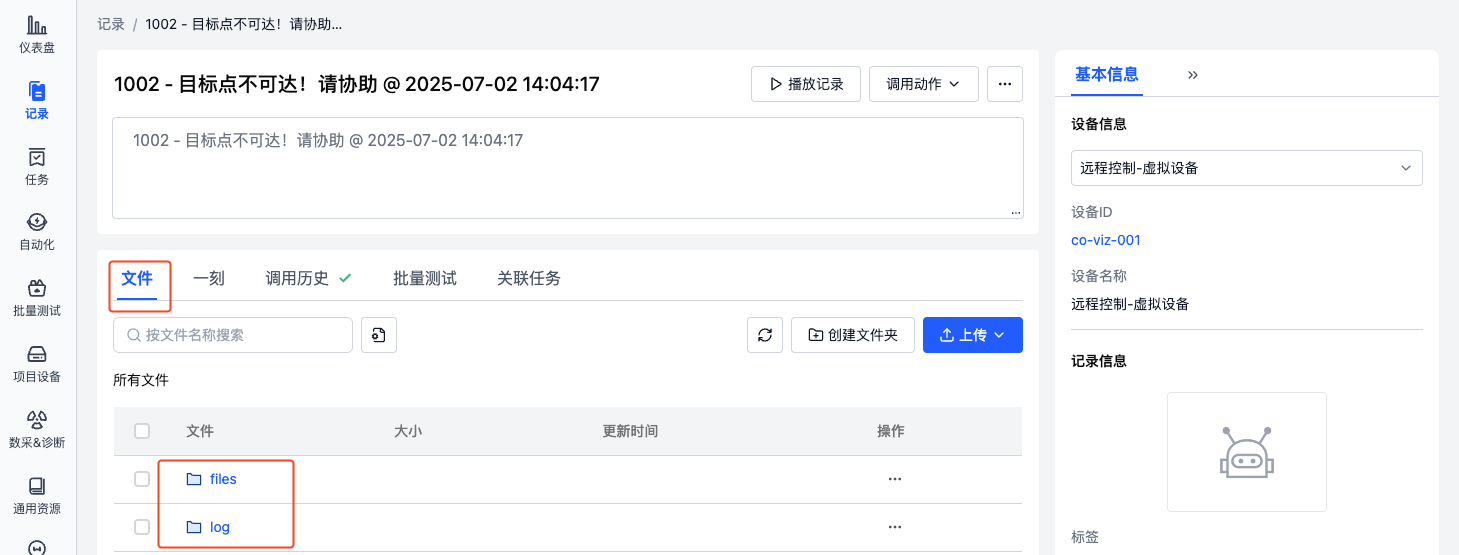 仪表盘
记录
任务
自动化
批量测试
项目设备
数采&诊断
通用资源
记录 / 1002 - 目标点不可达！请协助...
1002 - 目标点不可达！请协助 @ 2025-07-02 14:04:17
播放记录
调用动作
1002 - 目标点不可达！请协助 @ 2025-07-02 14:04:17
文件 一刻 调用历史 批量测试 关联任务
按文件名称搜索
创建文件夹
上传
所有文件
文件 大小 更新时间 操作
files
log
基本信息
设备信息
远程控制-虚拟设备
设备ID
co-viz-001
设备名称
远程控制-虚拟设备
记录信息
标签